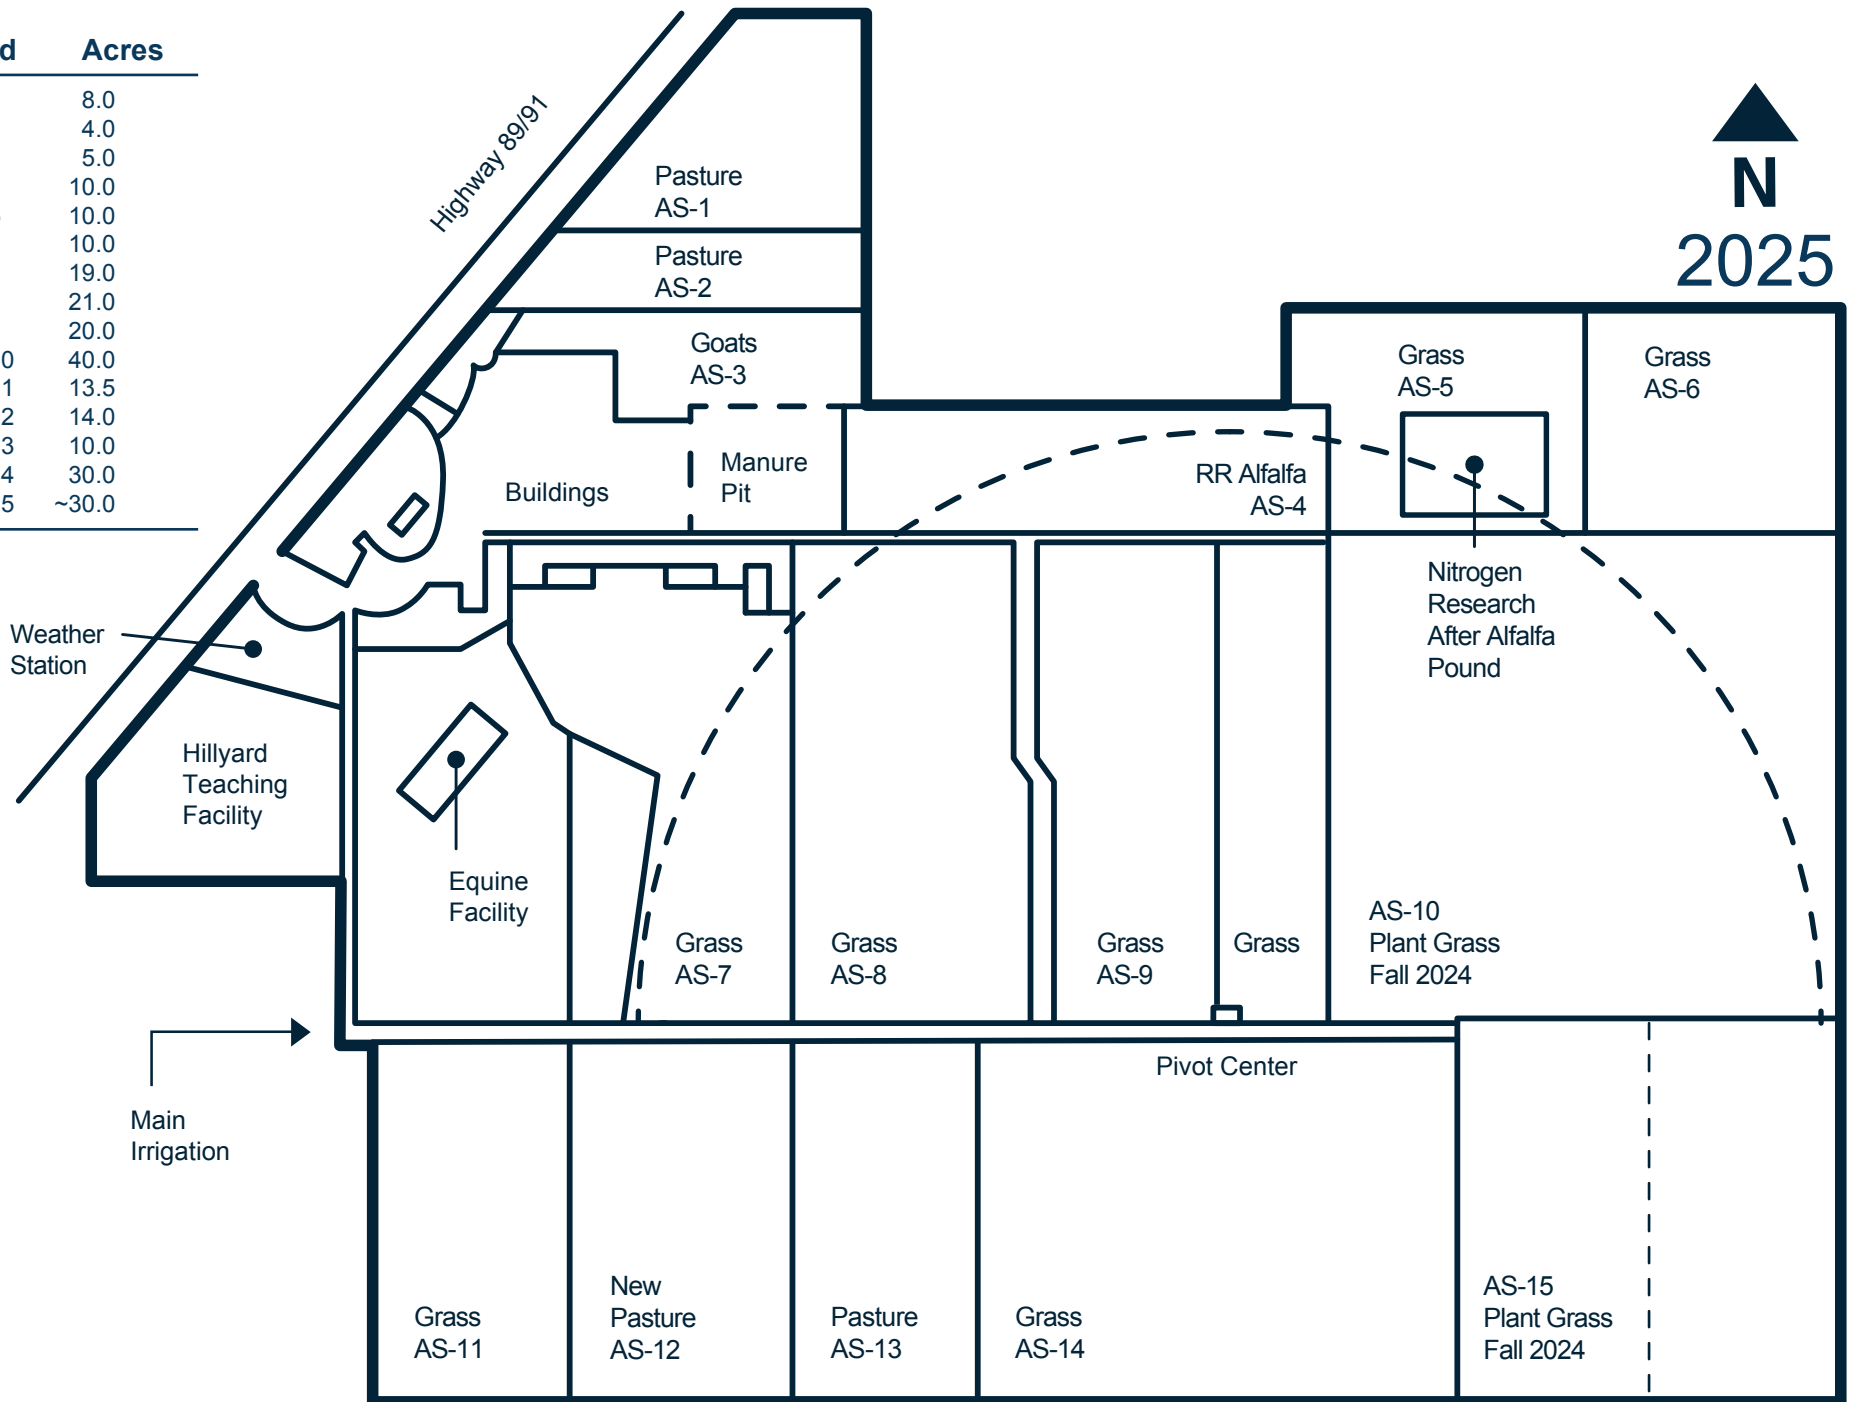 d Acres
8.0
4.0
5.0
10.0
10.0
10.0
19.0
21.0
20.0
0 40.0
1 13.5
2 14.0
3 10.0
4 30.0
5 ~30.0
Highway 89/91
N
2025
Pasture
AS-1
Pasture
AS-2
Goats
AS-3
Grass
AS-5
Grass
AS-6
Manure
Pit
Buildings
RR Alfalfa
AS-4
Nitrogen
Research
After Alfalfa
Pound
Weather
Station
Hillyard
Teaching
Facility
Equine
Facility
Grass
AS-7
Grass
AS-8
Grass
AS-9
Grass
AS-10
Plant Grass
Fall 2024
Main
Irrigation
Pivot Center
Grass
AS-11
New
Pasture
AS-12
Pasture
AS-13
Grass
AS-14
AS-15
Plant Grass
Fall 2024